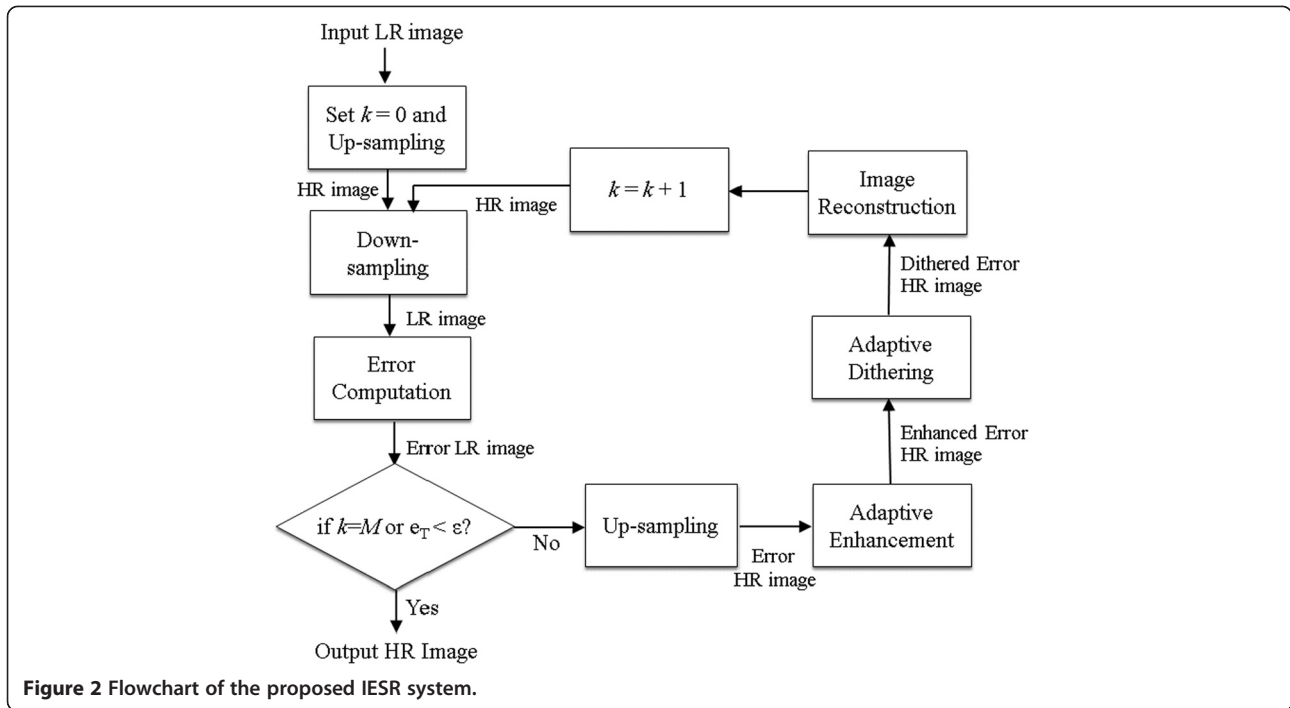 Input LR image
Set k = 0 and
Up-sampling
HR image
HR image
k = k + 1
Image
Reconstruction
Down-
sampling
Dithered Error
HR image
LR image
Error
Computation
Adaptive
Dithering
Error LR image
Enhanced Error
HR image
if k=M or e_T < ε?
No
Up-sampling
Error
HR image
Adaptive
Enhancement
Yes
Output HR Image
Figure 2 Flowchart of the proposed IESR system.